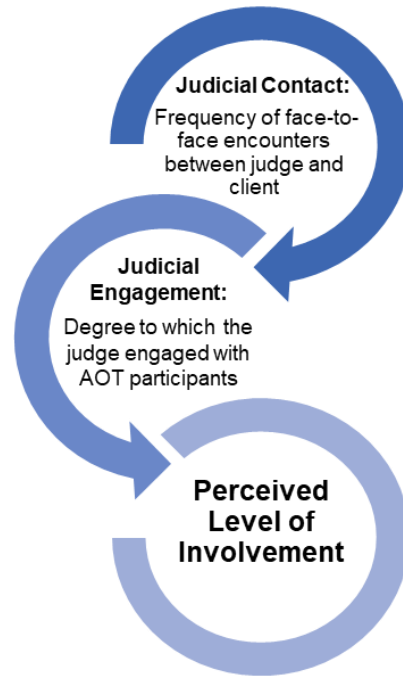 Judicial Contact:
Frequency of face-to-
face encounters
between judge and
client
Judicial
Engagement:
Degree to which the
judge engaged with
AOT participants
Perceived
Level of
Involvement